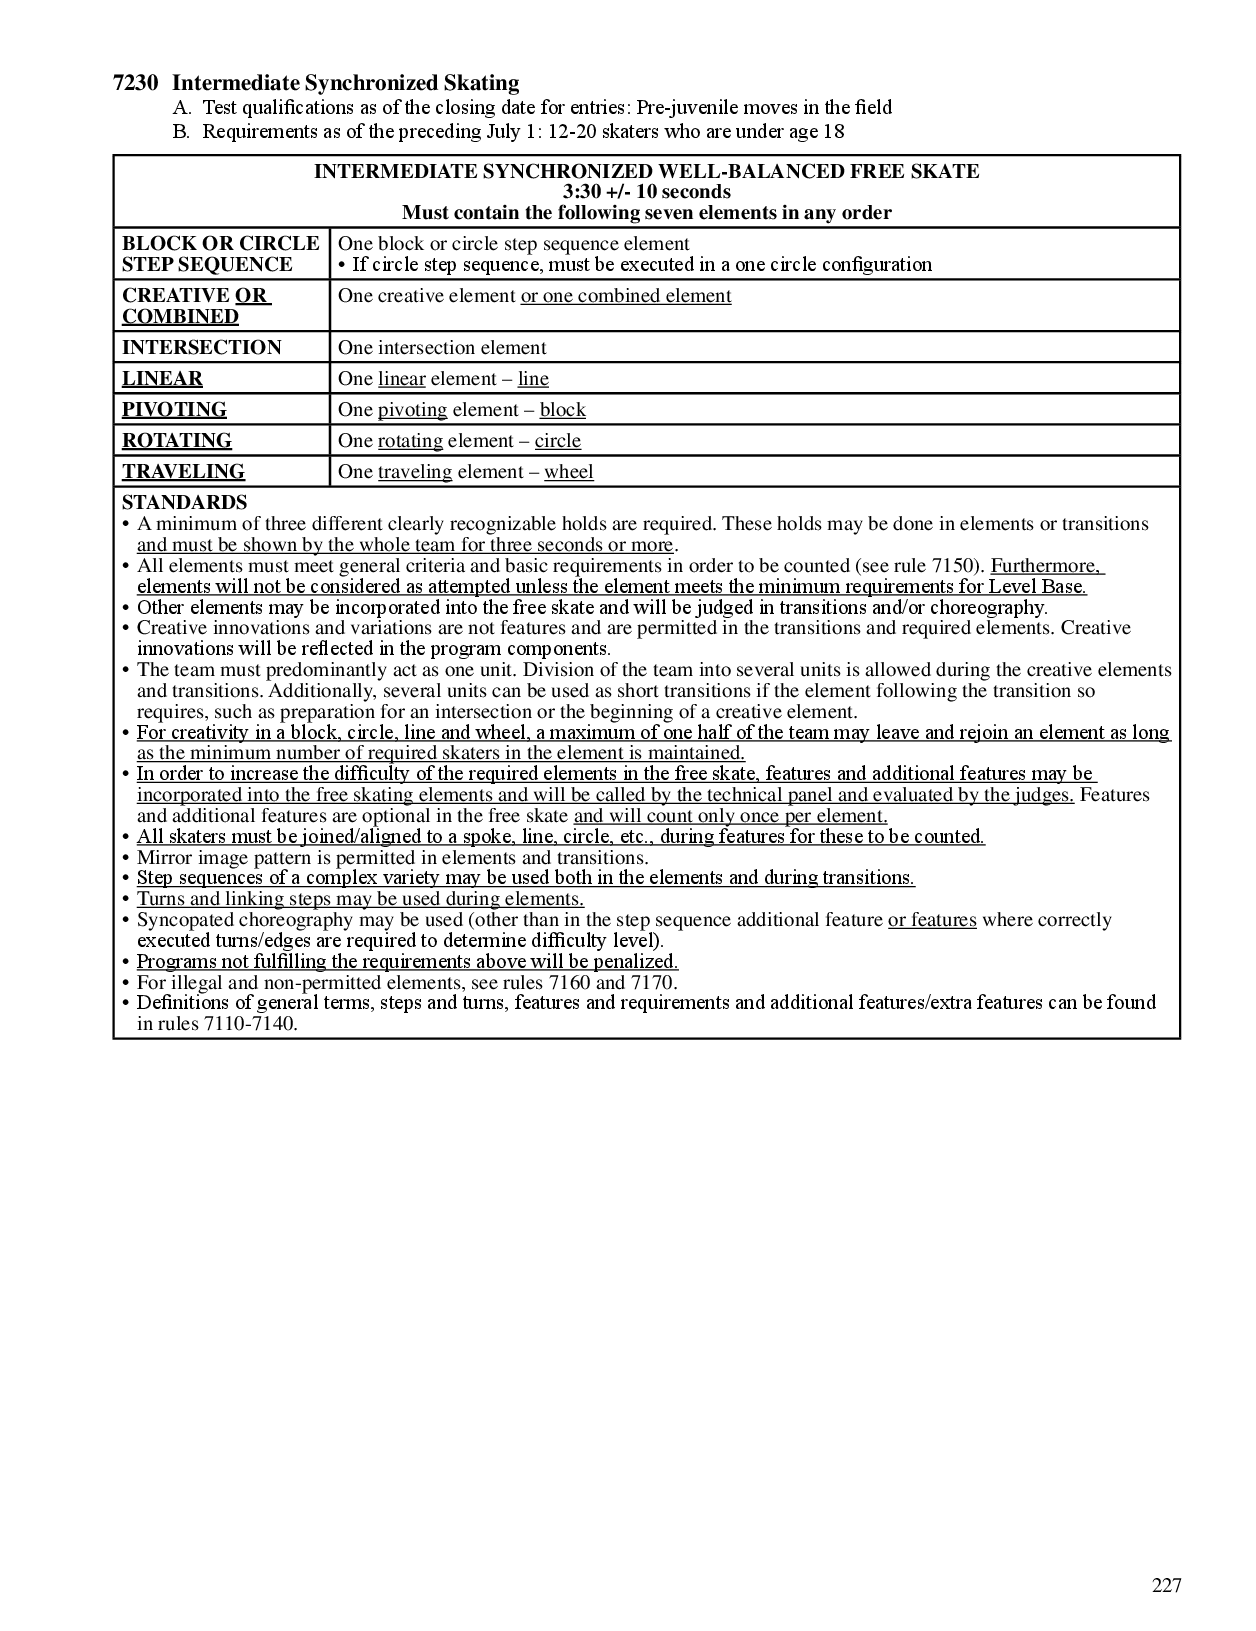 7230 Intermediate Synchronized Skating
A. Test qualifications as of the closing date for entries: Pre-juvenile moves in the field
B. Requirements as of the preceding July 1: 12-20 skaters who are under age 18
INTERMEDIATE SYNCHRONIZED WELL-BALANCED FREE SKATE
3:30 +/- 10 seconds
Must contain the following seven elements in any order
BLOCK OR CIRCLE
STEP SEQUENCE
One block or circle step sequence element
• If circle step sequence, must be executed in a one circle configuration
CREATIVE OR
COMBINED
One creative element or one combined element
INTERSECTION
One intersection element
LINEAR
One linear element – line
PIVOTING
One pivoting element – block
ROTATING
One rotating element – circle
TRAVELING
One traveling element – wheel
STANDARDS
• A minimum of three different clearly recognizable holds are required. These holds may be done in elements or transitions
and must be shown by the whole team for three seconds or more.
• All elements must meet general criteria and basic requirements in order to be counted (see rule 7150). Furthermore,
elements will not be considered as attempted unless the element meets the minimum requirements for Level Base.
• Other elements may be incorporated into the free skate and will be judged in transitions and/or choreography.
• Creative innovations and variations are not features and are permitted in the transitions and required elements. Creative
innovations will be reflected in the program components.
• The team must predominantly act as one unit. Division of the team into several units is allowed during the creative elements
and transitions. Additionally, several units can be used as short transitions if the element following the transition so
requires, such as preparation for an intersection or the beginning of a creative element.
• For creativity in a block, circle, line and wheel, a maximum of one half of the team may leave and rejoin an element as long
as the minimum number of required skaters in the element is maintained.
• In order to increase the difficulty of the required elements in the free skate, features and additional features may be
incorporated into the free skating elements and will be called by the technical panel and evaluated by the judges. Features
and additional features are optional in the free skate and will count only once per element.
• All skaters must be joined/aligned to a spoke, line, circle, etc., during features for these to be counted.
• Mirror image pattern is permitted in elements and transitions.
• Step sequences of a complex variety may be used both in the elements and during transitions.
• Turns and linking steps may be used during elements.
• Syncopated choreography may be used (other than in the step sequence additional feature or features where correctly
executed turns/edges are required to determine difficulty level).
• Programs not fulfilling the requirements above will be penalized.
• For illegal and non-permitted elements, see rules 7160 and 7170.
• Definitions of general terms, steps and turns, features and requirements and additional features/extra features can be found
in rules 7110-7140.
227